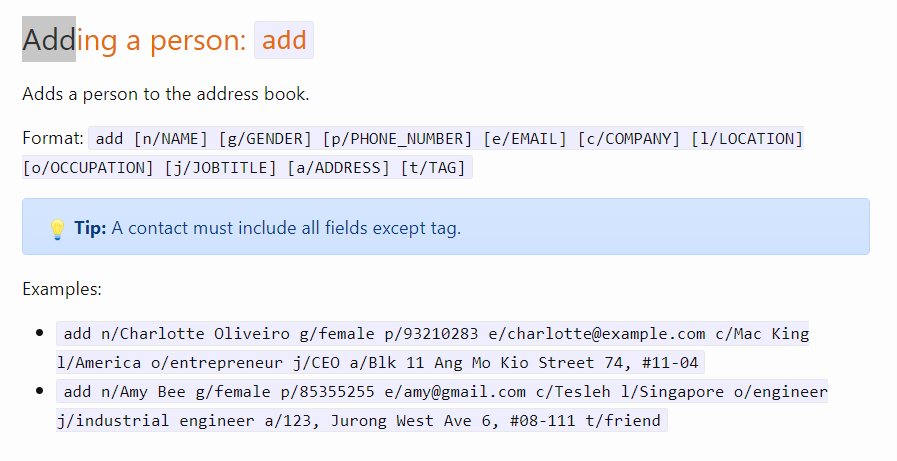 Adding a person: add
Adds a person to the address book.
Format: add [n/NAME] [g/GENDER] [p/PHONE_NUMBER] [e/EMAIL] [c/COMPANY] [l/LOCATION]
[o/OCCUPATION] [j/JOBTITLE] [a/ADDRESS] [t/TAG]
Tip: A contact must include all fields except tag.
Examples:
add n/Charlotte Oliveiro g/female p/93210283 e/charlotte@example.com c/Mac King
l/America o/entrepreneur j/CEO a/Blk 11 Ang Mo Kio Street 74, #11-04
add n/Amy Bee g/female p/85355255 e/amy@gmail.com c/Tesleh l/Singapore o/engineer
j/industrial engineer a/123, Jurong West Ave 6, #08-111 t/friend